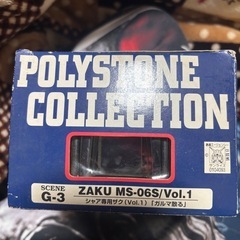 POLYSTONE
COLLECTION
SCENE
G-3
ZAKU MS-06S/Vol.1
シャア専用ザク（Vol.1）「ガルマ散る」